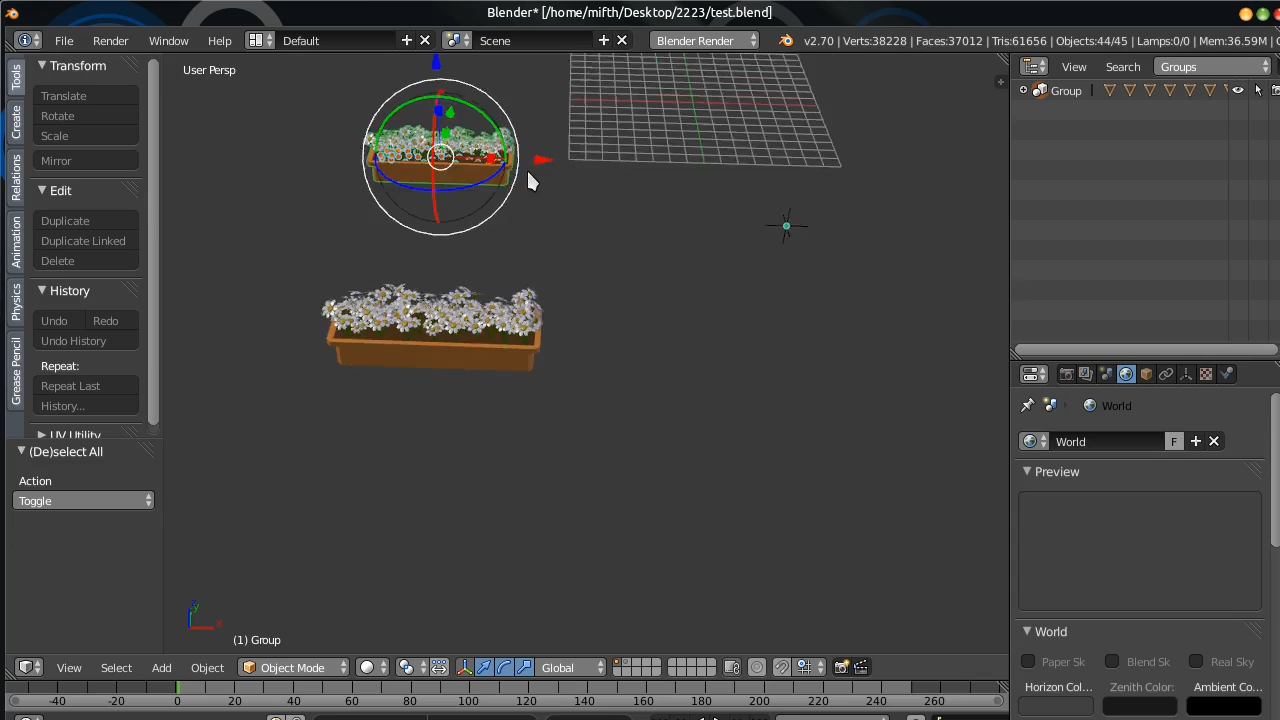 Blender* [/home/mifth/Desktop/2223/test.blend]
File Render Window Help Default Scene Blender Render v2.70 | Verts:38228 | Faces:37012 | Tris:61656 | Objects:44/45 | Lamps:0/0 | Mem:36.59M
Tools
Create
Relations
Animation
Physics
Grease Pencil
Transform
Translate
Rotate
Scale
Mirror
Edit
Duplicate
Duplicate Linked
Delete
History
Undo Redo
Undo History
Repeat:
Repeat Last
History...
UV Utility
(De)select All
Action
Toggle
User Persp
(1) Group
View Select Add Object Object Mode Global
-40 -20 0 20 40 60 80 100 120 140 160 180 200 220 240 260
View Search Groups
Group
World
World F
Preview
World
Paper Sk Blend Sk Real Sky
Horizon Col... Zenith Color: Ambient Co...